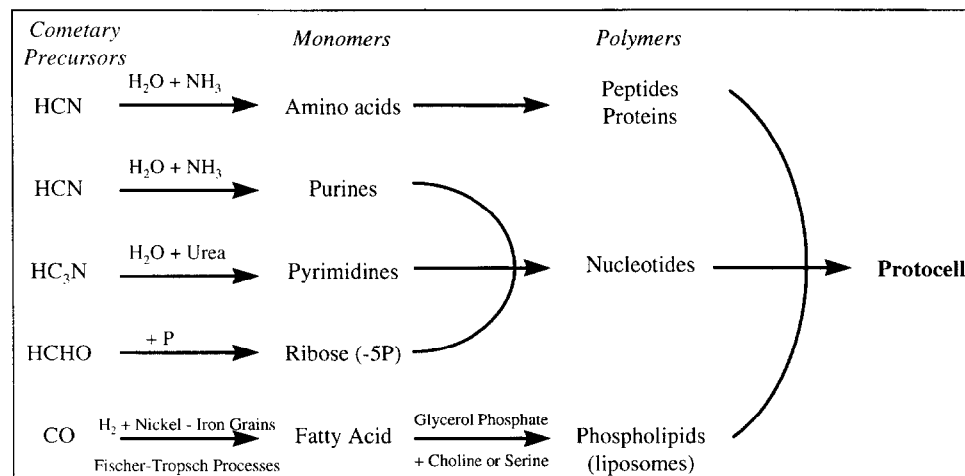 Cometary Precursors
Monomers
Polymers
HCN
H₂O + NH₃
Amino acids
Peptides
Proteins
HCN
H₂O + NH₃
Purines
HC₃N
H₂O + Urea
Pyrimidines
Nucleotides
Protocell
HCHO
+ P
Ribose (-5P)
CO
H₂ + Nickel - Iron Grains
Fischer-Tropsch Processes
Fatty Acid
Glycerol Phosphate
+ Choline or Serine
Phospholipids
(liposomes)